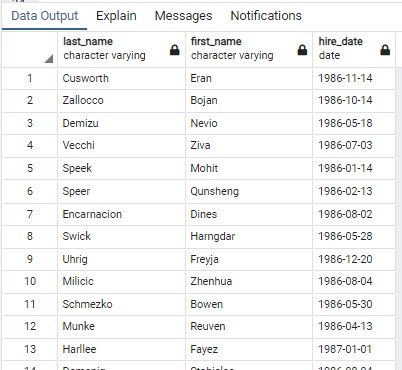 Data Output Explain Messages Notifications
last_name first_name hire_date
character varying character varying date
1 Cusworth Eran 1986-11-14
2 Zallocco Bojan 1986-10-14
3 Demizu Nevio 1986-05-18
4 Vecchi Ziva 1986-07-03
5 Speek Mohit 1986-01-14
6 Speer Qunsheng 1986-02-13
7 Encarnacion Dines 1986-08-02
8 Swick Harngdar 1986-05-28
9 Uhrig Freyja 1986-12-20
10 Milicic Zhenhua 1986-08-04
11 Schmezko Bowen 1986-05-30
12 Munke Reuven 1986-04-13
13 Harllee Fayez 1987-01-01